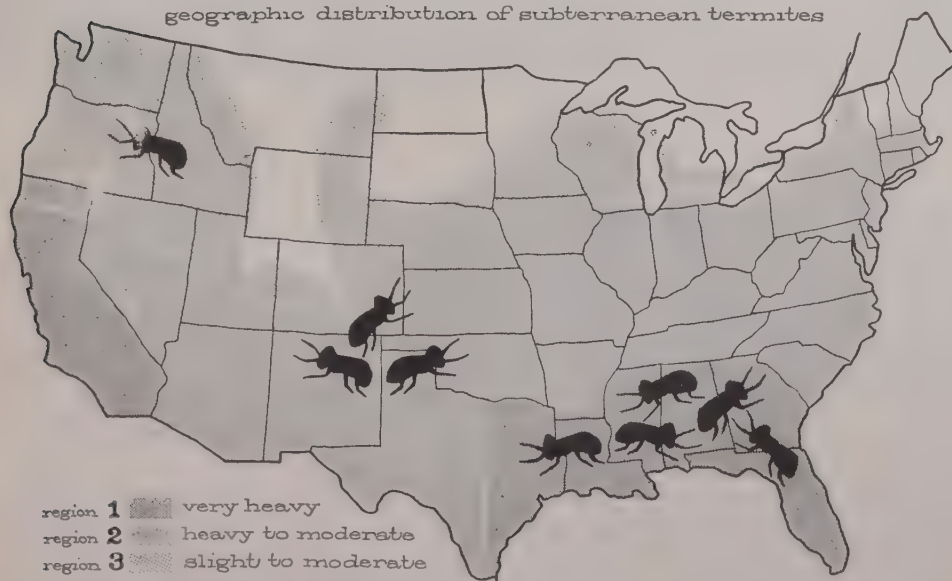 geographic distribution of subterranean termites
region 1 very heavy
region 2 heavy to moderate
region 3 slight to moderate